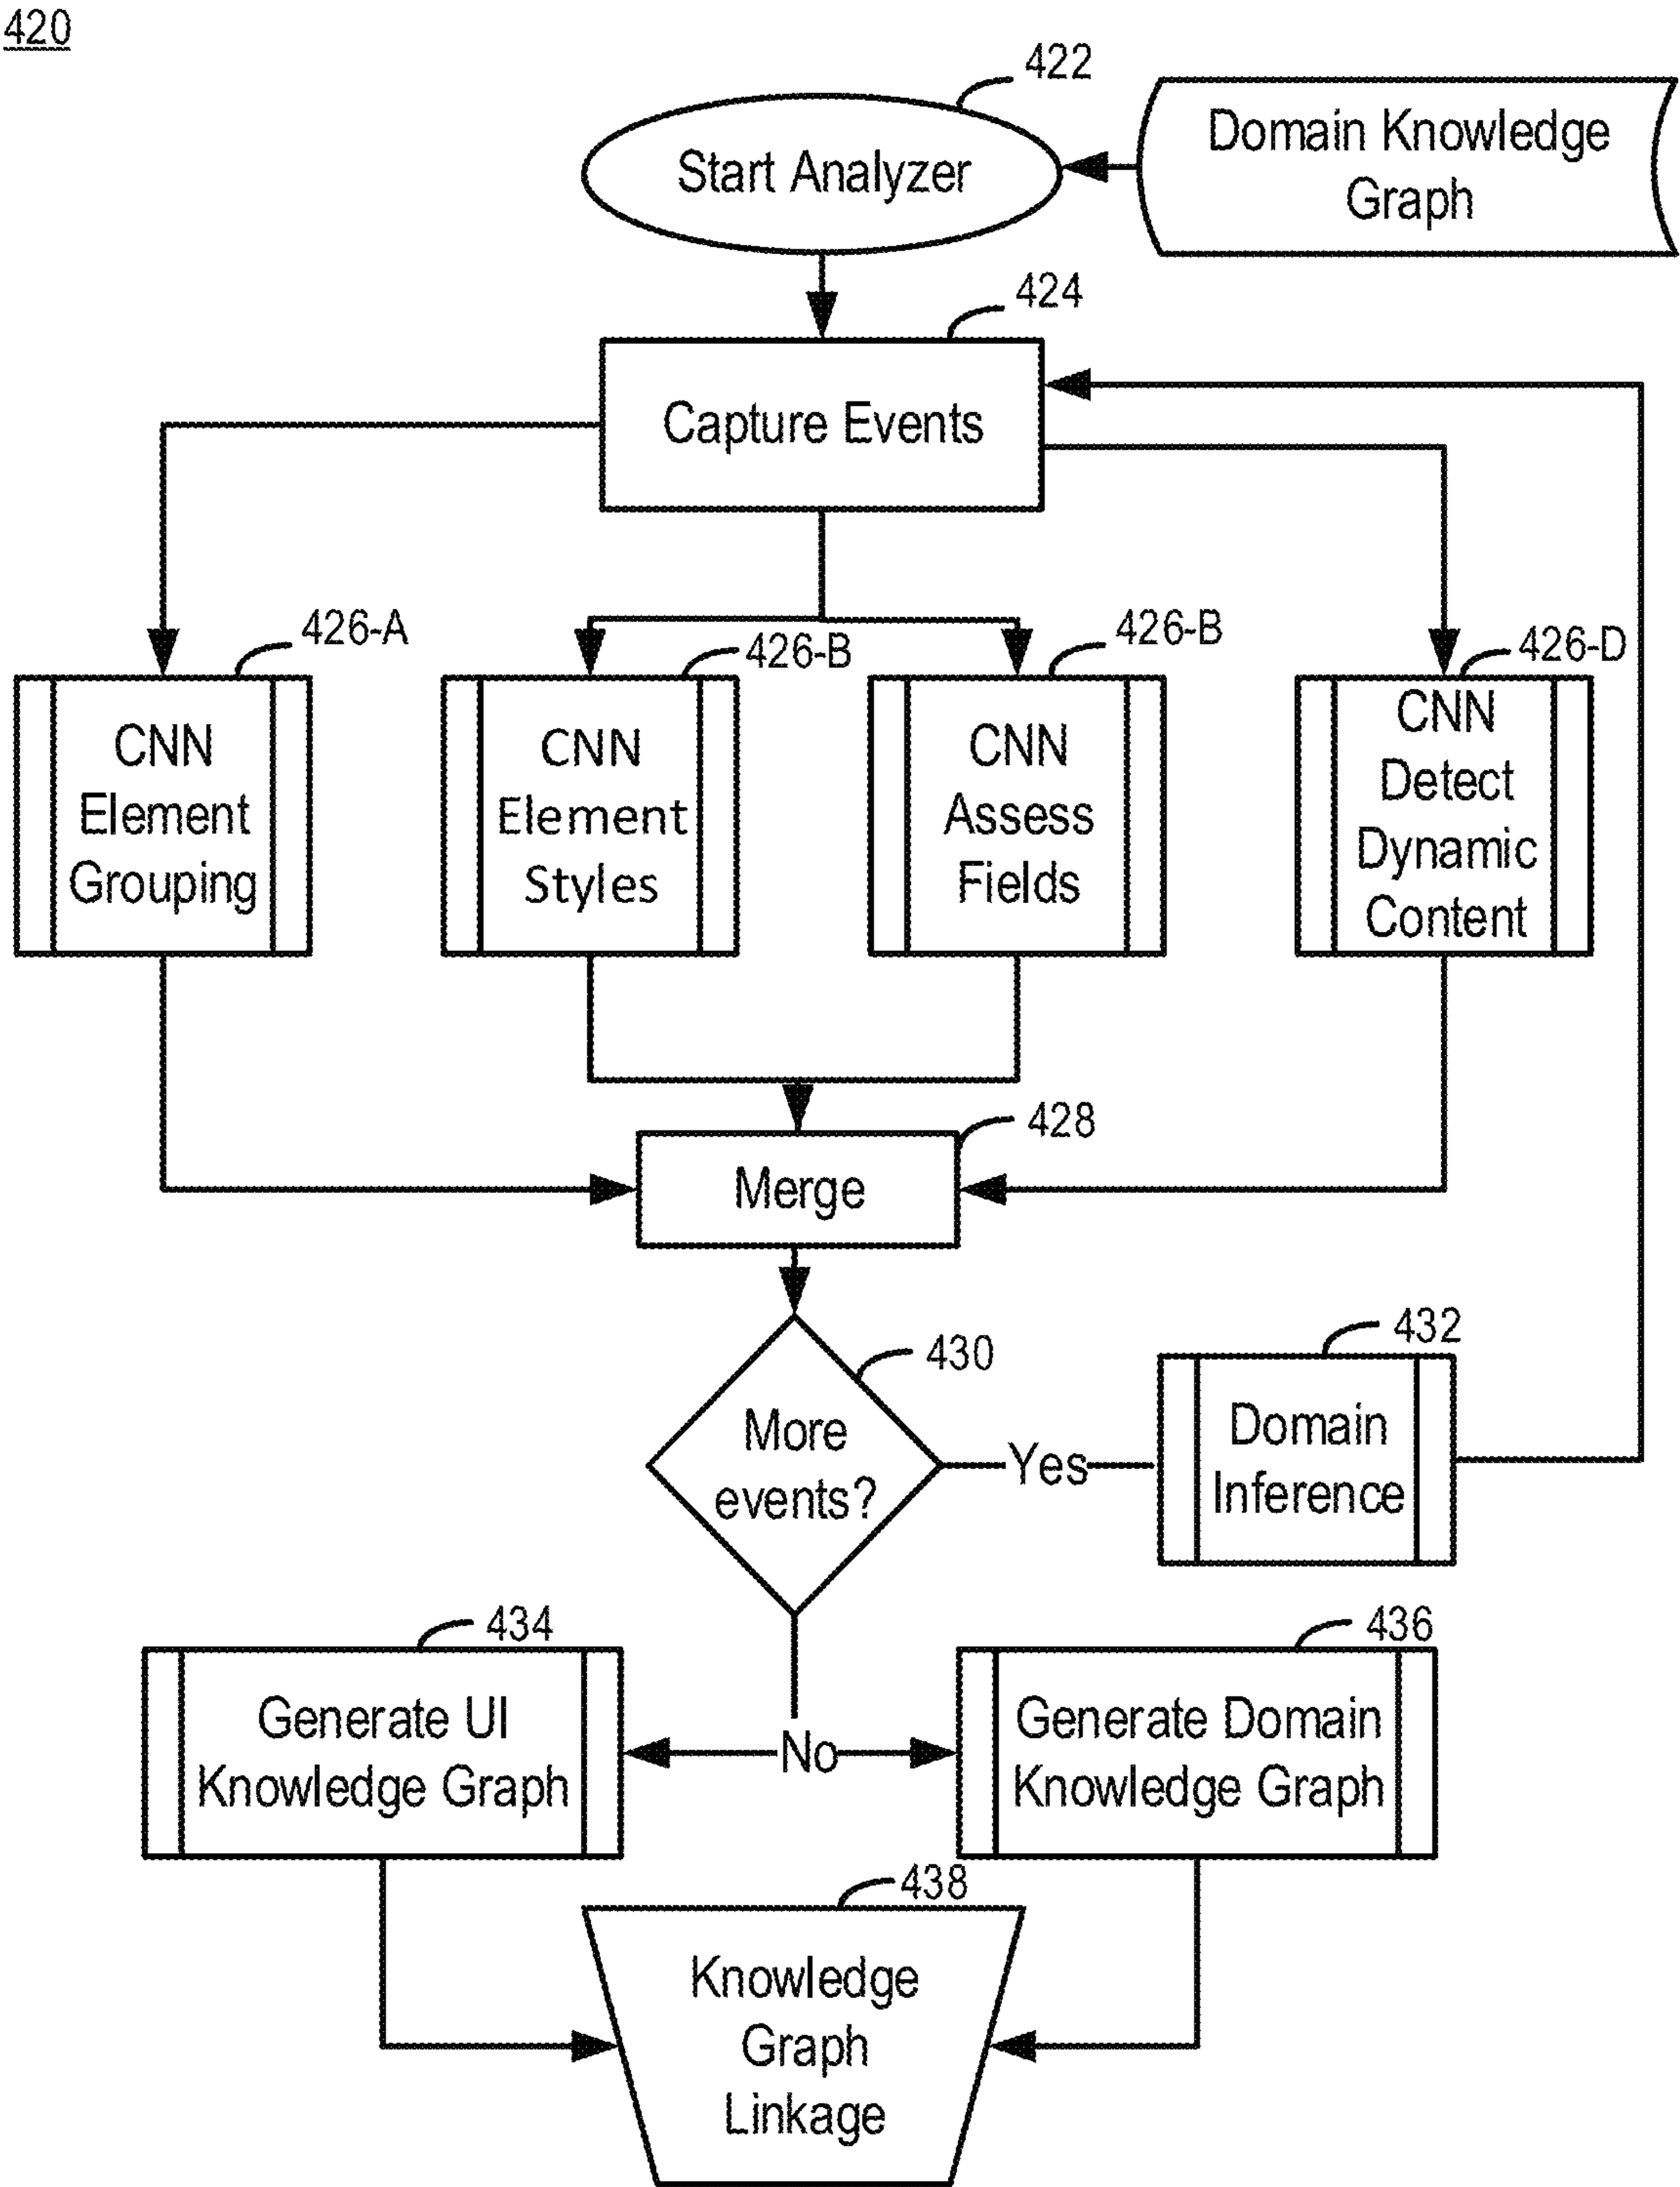 420
422
Start Analyzer
Domain Knowledge
Graph
424
Capture Events
426-A
426-B
426-B
426-D
CNN
Element
Grouping
CNN
Element
Styles
CNN
Assess
Fields
CNN
Detect
Dynamic
Content
428
Merge
430
More
events?
Yes
432
Domain
Inference
434
Generate UI
Knowledge Graph
No
436
Generate Domain
Knowledge Graph
438
Knowledge
Graph
Linkage